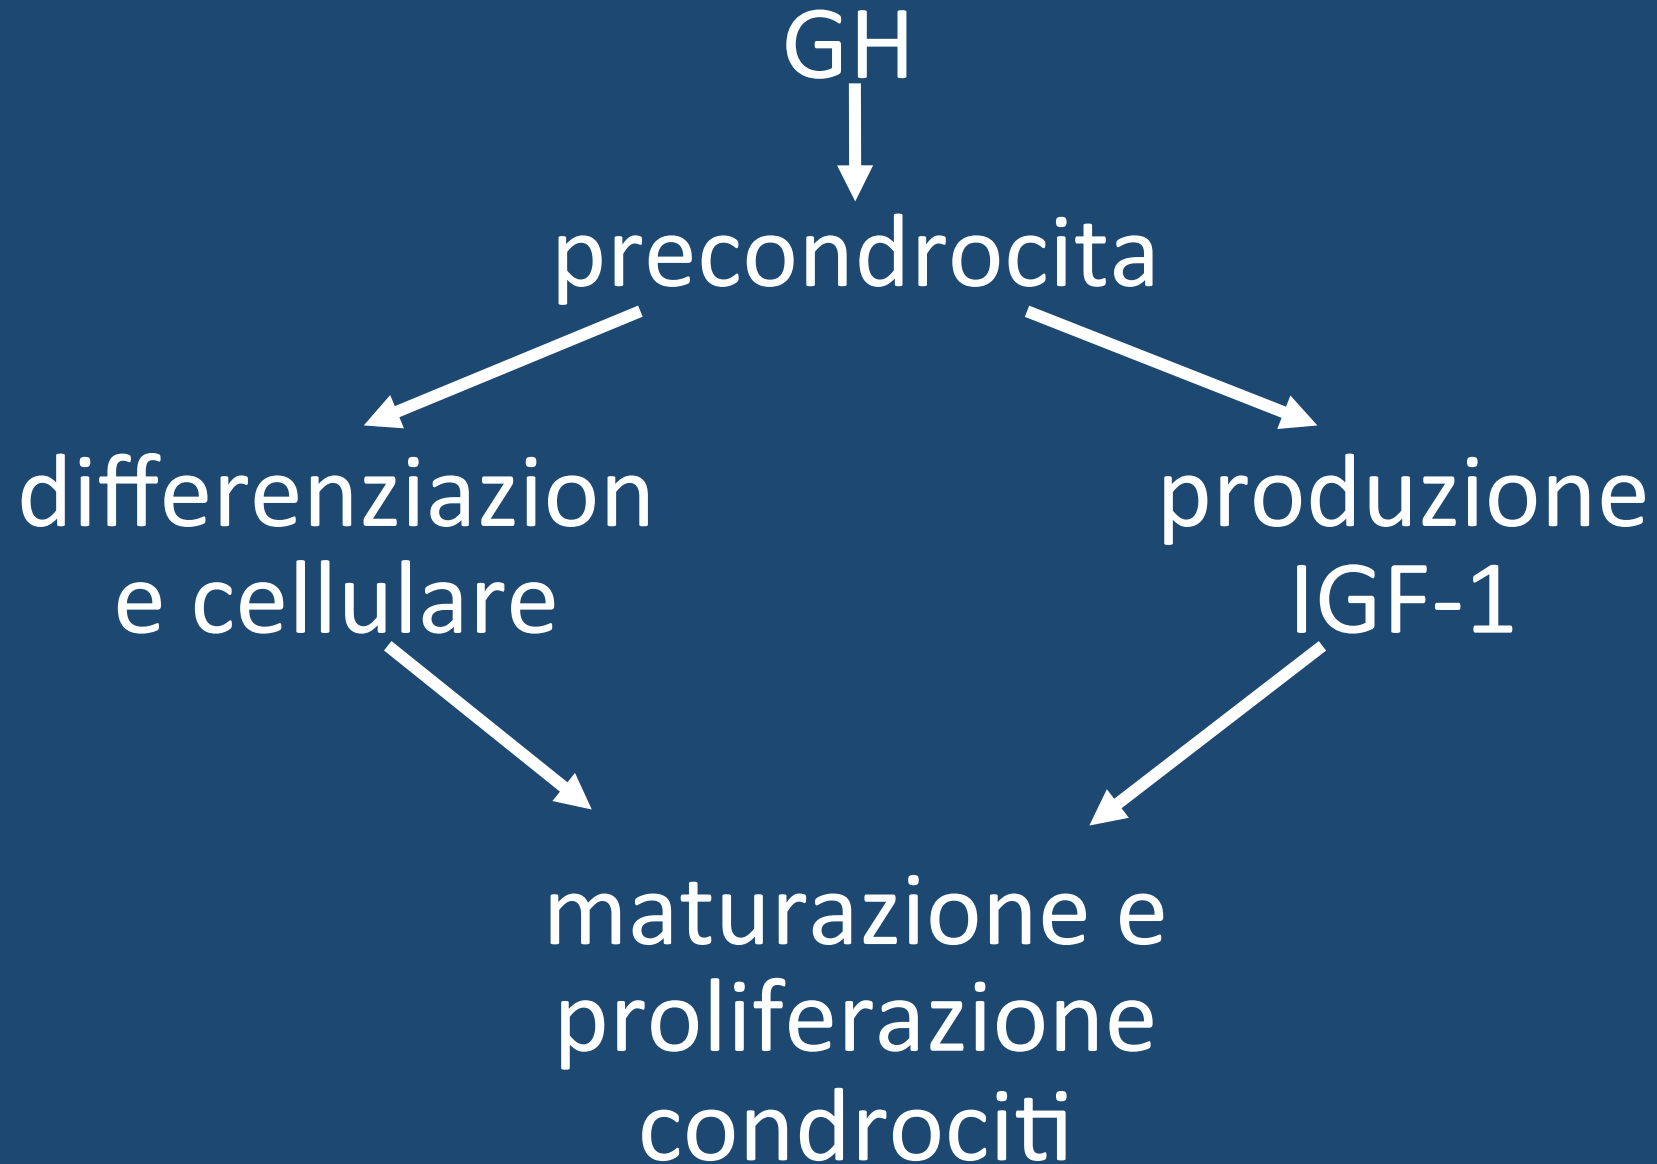 GH
precondrocita
differenziazion
e cellulare
produzione
IGF-1
maturazione e
proliferazione
condrociti